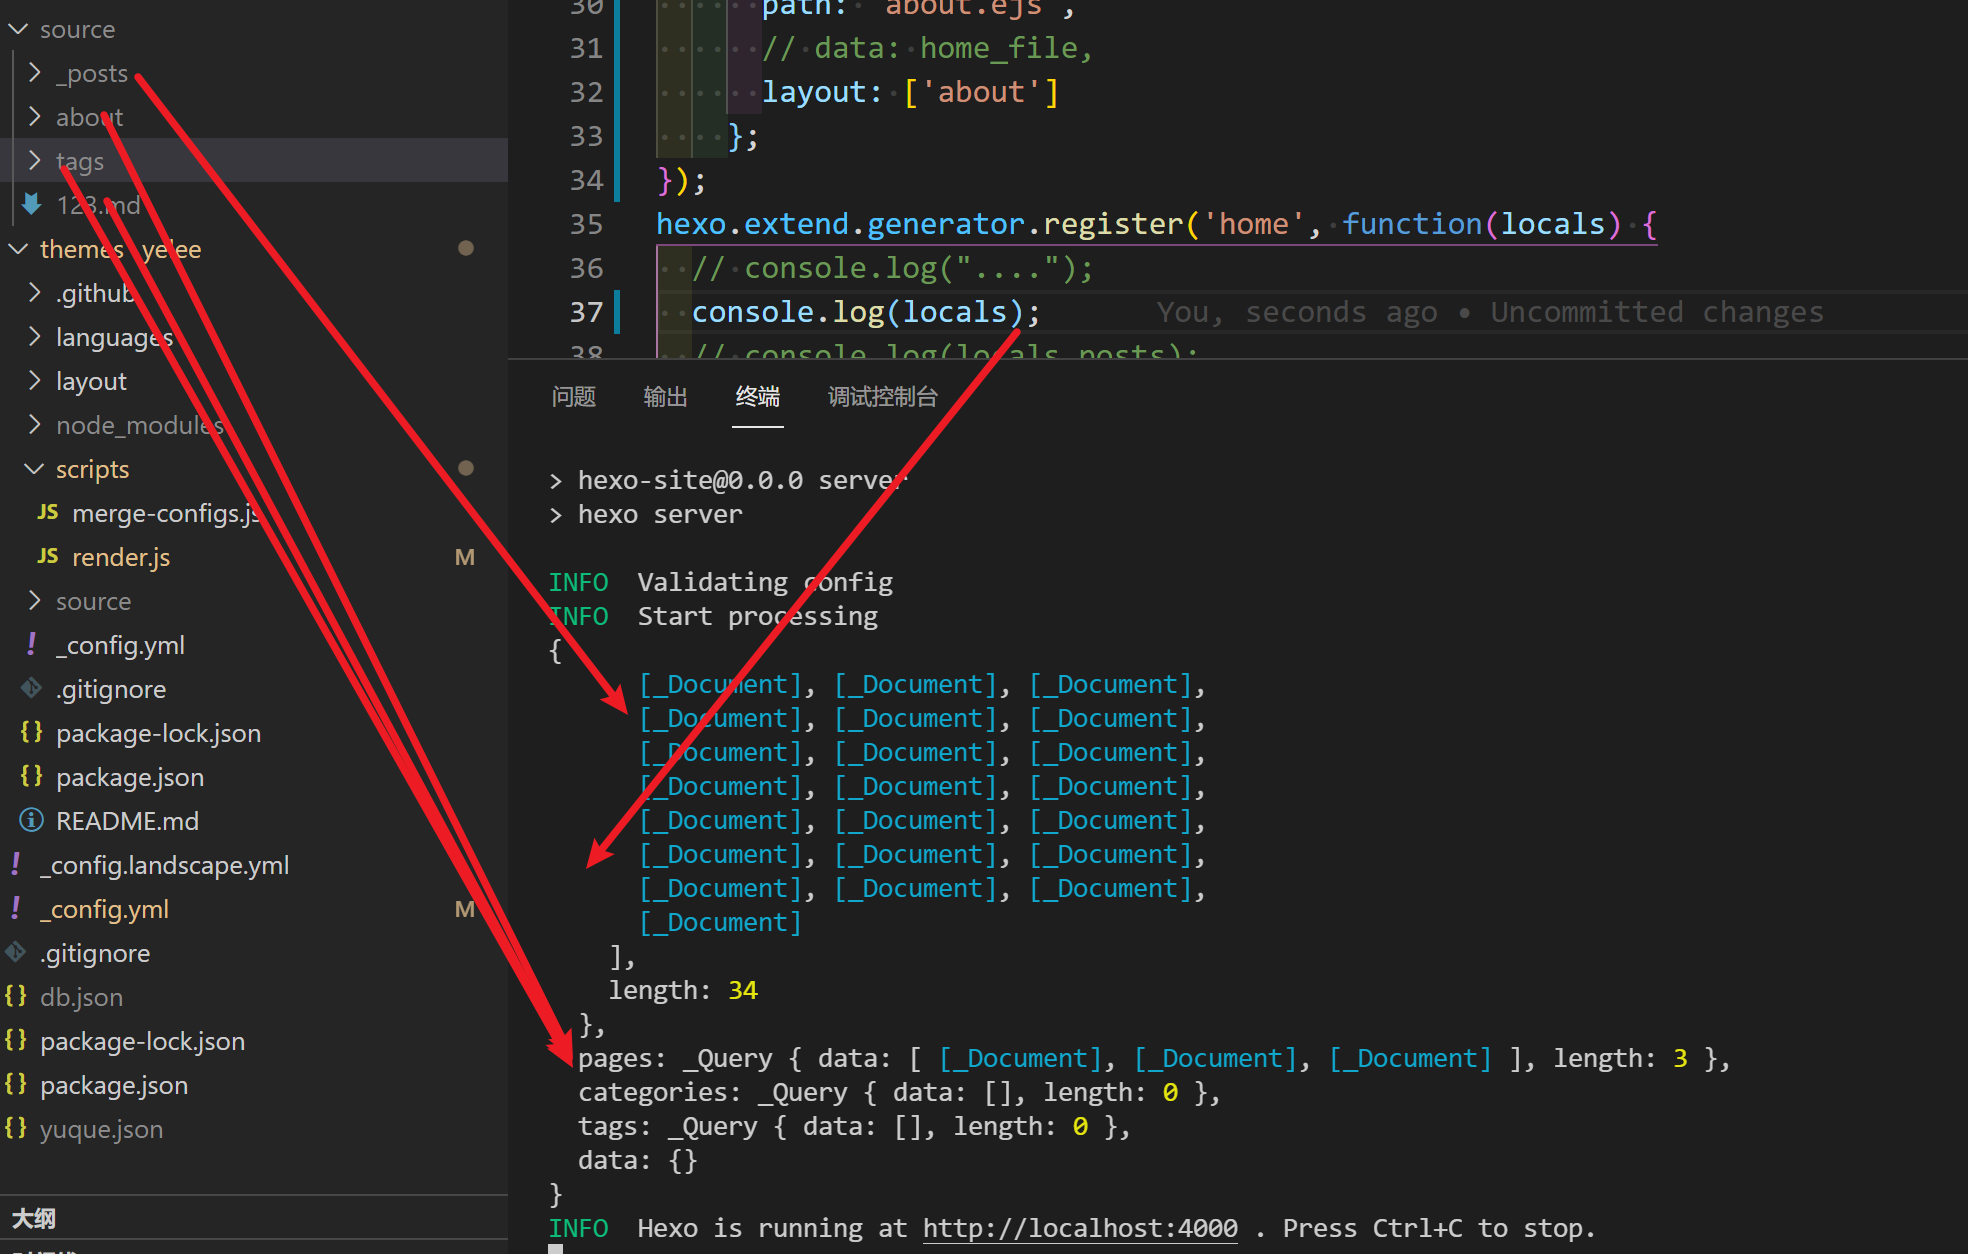 source
_posts
about
tags
123.md
themes yelee
.github
languages
layout
node_modules
scripts
JS merge-configs.js
JS render.js M
source
! _config.yml
.gitignore
{} package-lock.json
{} package.json
README.md
! _config.landscape.yml
! _config.yml M
.gitignore
{} db.json
{} package-lock.json
{} package.json
{} yuque.json
大纲
30 path: 'about.ejs',
31 // data: home_file,
32 layout: ['about']
33 };
34 });
35 hexo.extend.generator.register('home', function(locals) {
36 // console.log("....");
37 console.log(locals); You, seconds ago • Uncommitted changes
38 // console.log(locals.posts);
问题 输出 终端 调试控制台
> hexo-site@0.0.0 server
> hexo server
INFO Validating config
INFO Start processing
{
[_Document], [_Document], [_Document],
[_Document], [_Document], [_Document],
[_Document], [_Document], [_Document],
[_Document], [_Document], [_Document],
[_Document], [_Document], [_Document],
[_Document], [_Document], [_Document],
[_Document], [_Document], [_Document],
[_Document]
],
length: 34
},
pages: _Query { data: [ [_Document], [_Document], [_Document] ], length: 3 },
categories: _Query { data: [], length: 0 },
tags: _Query { data: [], length: 0 },
data: {}
}
INFO Hexo is running at http://localhost:4000 . Press Ctrl+C to stop.